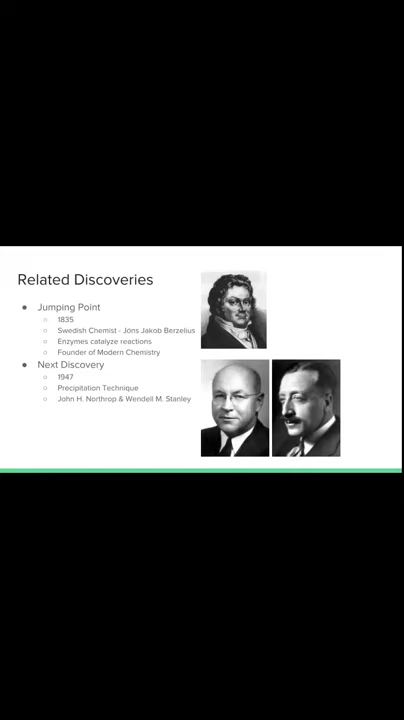 Related Discoveries
● Jumping Point
○ 1835
○ Swedish Chemist - Jöns Jakob Berzelius
○ Enzymes catalyze reactions
○ Founder of Modern Chemistry
● Next Discovery
○ 1947
○ Precipitation Technique
○ John H. Northrop & Wendell M. Stanley